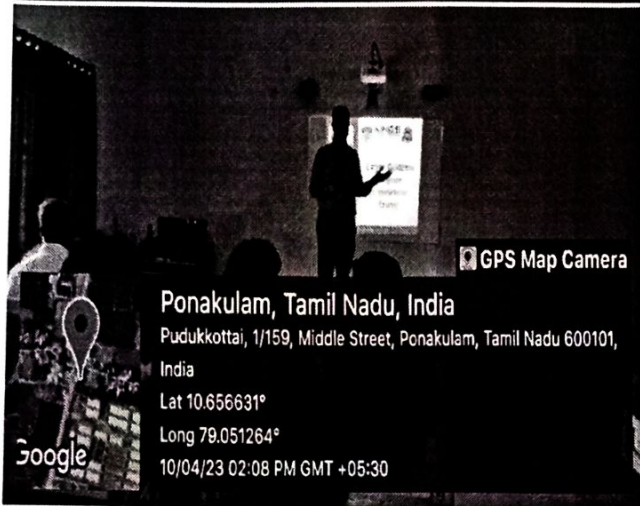 GPS Map Camera
Ponakulam, Tamil Nadu, India
Pudukkottai, 1/159, Middle Street, Ponakulam, Tamil Nadu 600101,
India
Lat 10.656631°
Long 79.051264°
10/04/23 02:08 PM GMT +05:30
Google